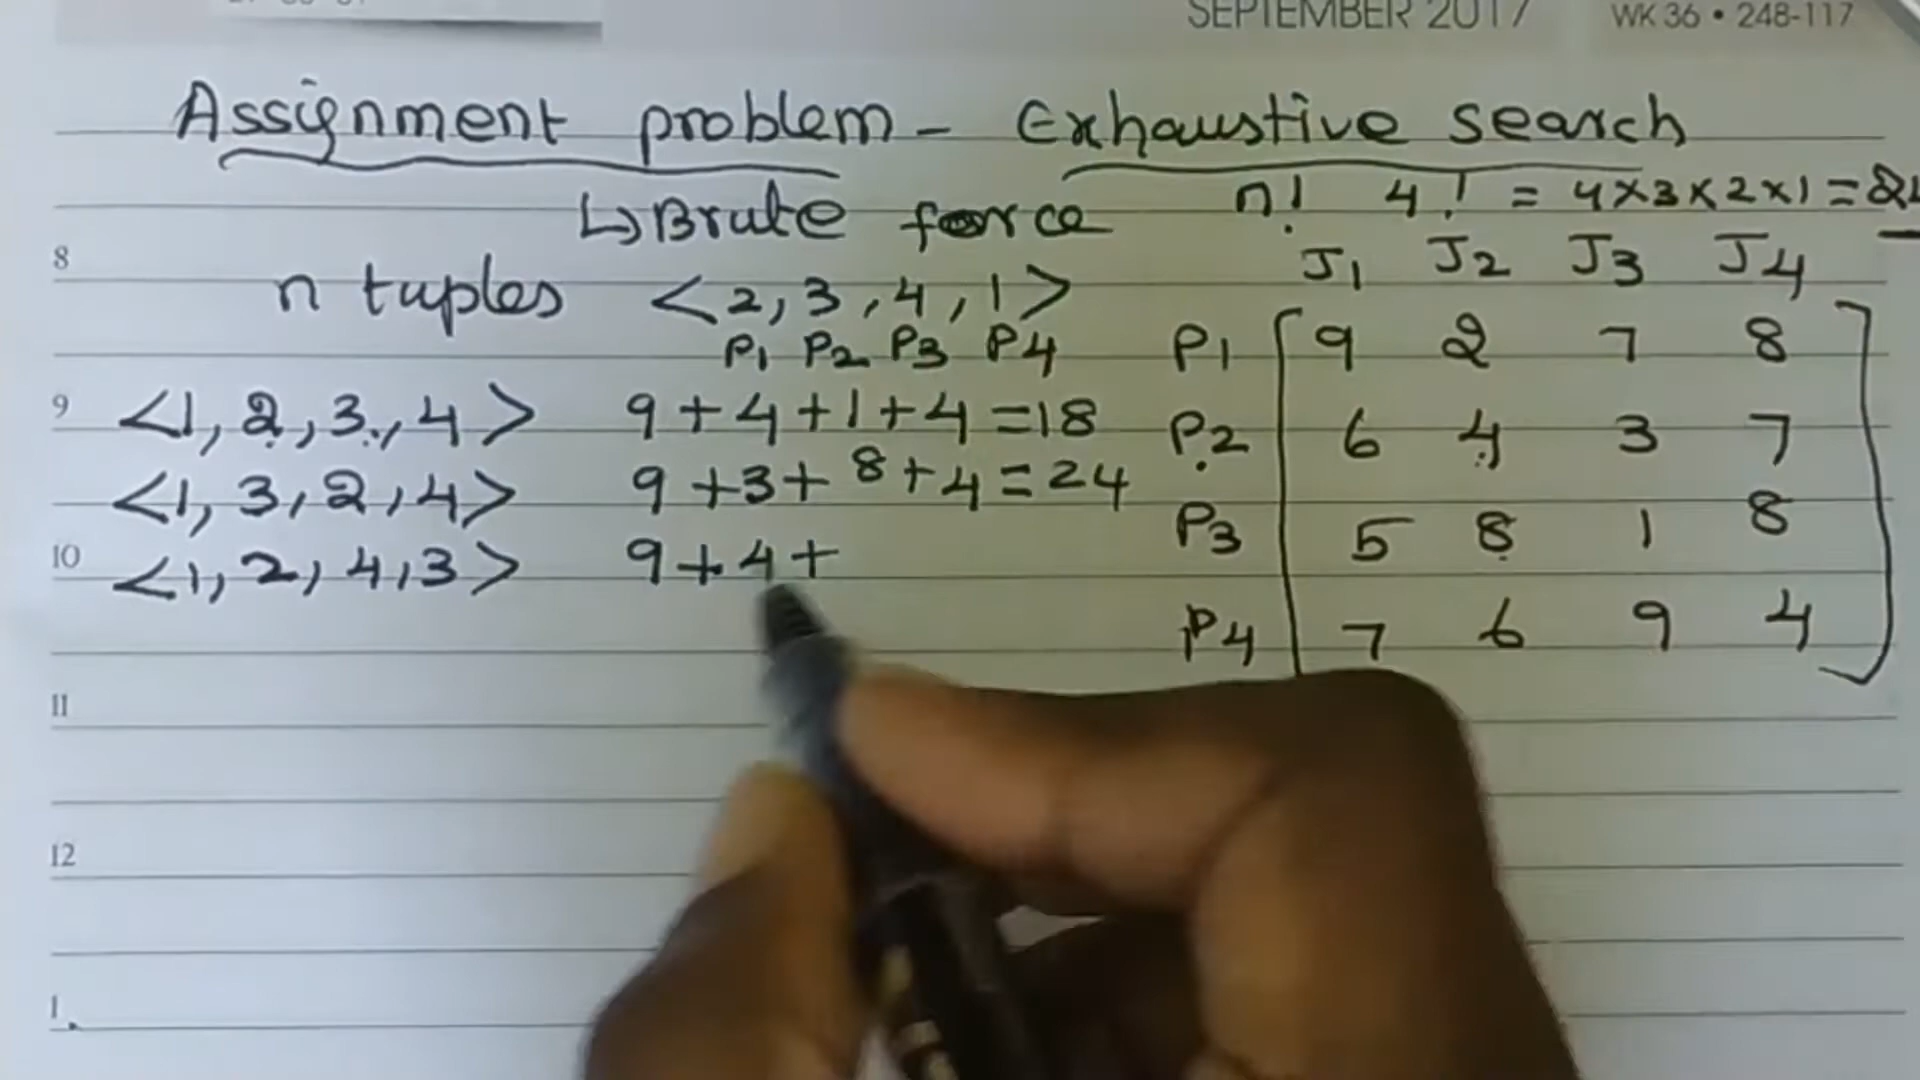 SEPTEMBER 2017 WK 36 • 248-117
Assignment problem - Exhaustive search
↳ Brute force n! 4! = 4×3×2×1 =
8 n tuples <2, 3, 4, 1> J1 J2 J3 J4
P1 P2 P3 P4 P1 9 2 7 8
9 <1, 2, 3, 4> 9+4+1+4=18 P2 6 4 3 7
<1, 3, 2, 4> 9+3+8+4=24 P3 5 8 1 8
10 <1, 2, 4, 3> 9+4+
P4 7 6 9 4
11
12
1